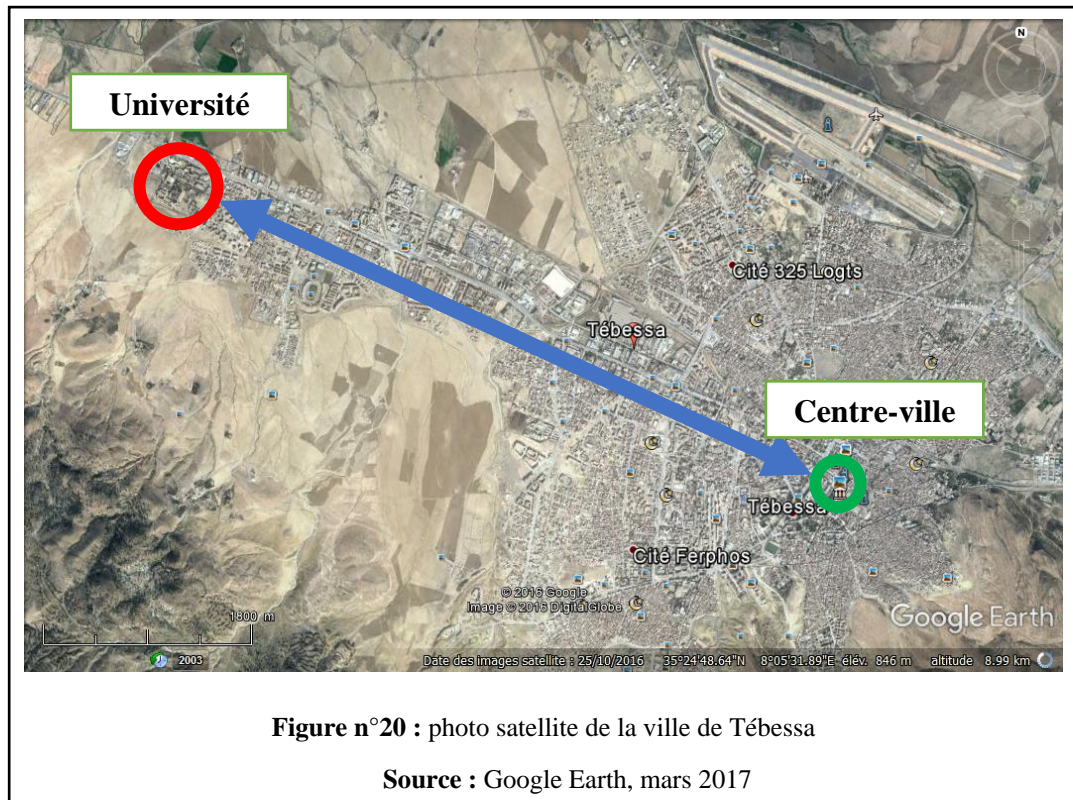 N
Université
Cité 325 Logts
Tébessa
Centre-ville
Tébessa
Cité Ferphos
© 2016 Google
Image © 2016 DigitalGlobe
1800 m
Google Earth
2003
Date des images satellite : 25/10/2016 35°24'48.64"N 8°05'31.89"E élév. 846 m altitude 8.99 km
Figure n°20 : photo satellite de la ville de Tébessa
Source : Google Earth, mars 2017